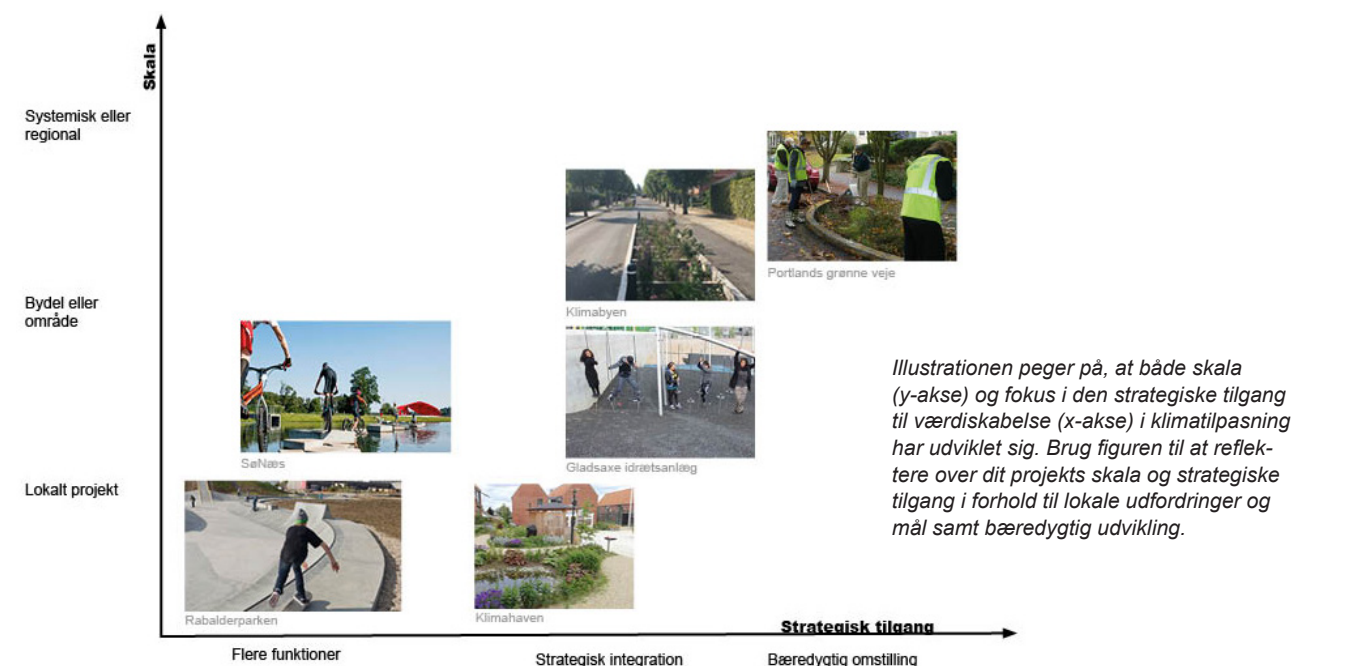 Skala
Systemisk eller
regional
Portlands grønne veje
Bydel eller
område
Klimabyen
Illustrationen peger på, at både skala
(y-akse) og fokus i den strategiske tilgang
til værdiskabelse (x-akse) i klimatilpasning
har udviklet sig. Brug figuren til at reflek-
tere over dit projekts skala og strategiske
tilgang i forhold til lokale udfordringer og
mål samt bæredygtig udvikling.
SøNæs
Gladsaxe idrætsanlæg
Lokalt projekt
Rabalderparken
Klimahaven
Strategisk tilgang
Flere funktioner
Strategisk integration
Bæredygtig omstilling